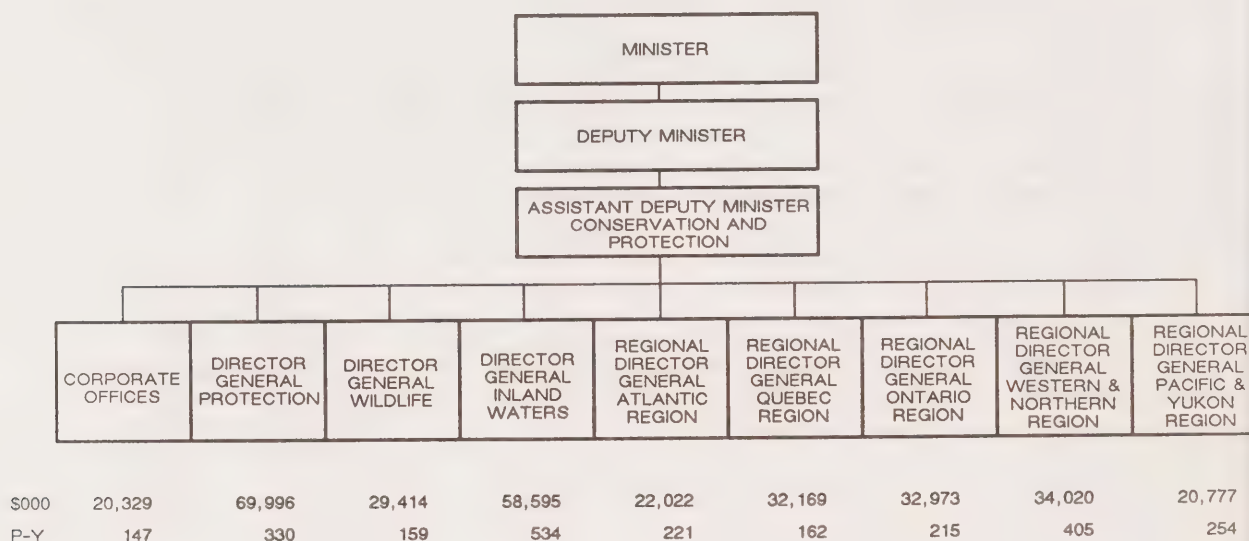 MINISTER
DEPUTY MINISTER
ASSISTANT DEPUTY MINISTER
CONSERVATION AND
PROTECTION
CORPORATE
OFFICES
DIRECTOR
GENERAL
PROTECTION
DIRECTOR
GENERAL
WILDLIFE
DIRECTOR
GENERAL
INLAND
WATERS
REGIONAL
DIRECTOR
GENERAL
ATLANTIC
REGION
REGIONAL
DIRECTOR
GENERAL
QUEBEC
REGION
REGIONAL
DIRECTOR
GENERAL
ONTARIO
REGION
REGIONAL
DIRECTOR
GENERAL
WESTERN &
NORTHERN
REGION
REGIONAL
DIRECTOR
GENERAL
PACIFIC &
YUKON
REGION
$000 20,329 69,996 29,414 58,595 22,022 32,169 32,973 34,020 20,777
P-Y 147 330 159 534 221 162 215 405 254